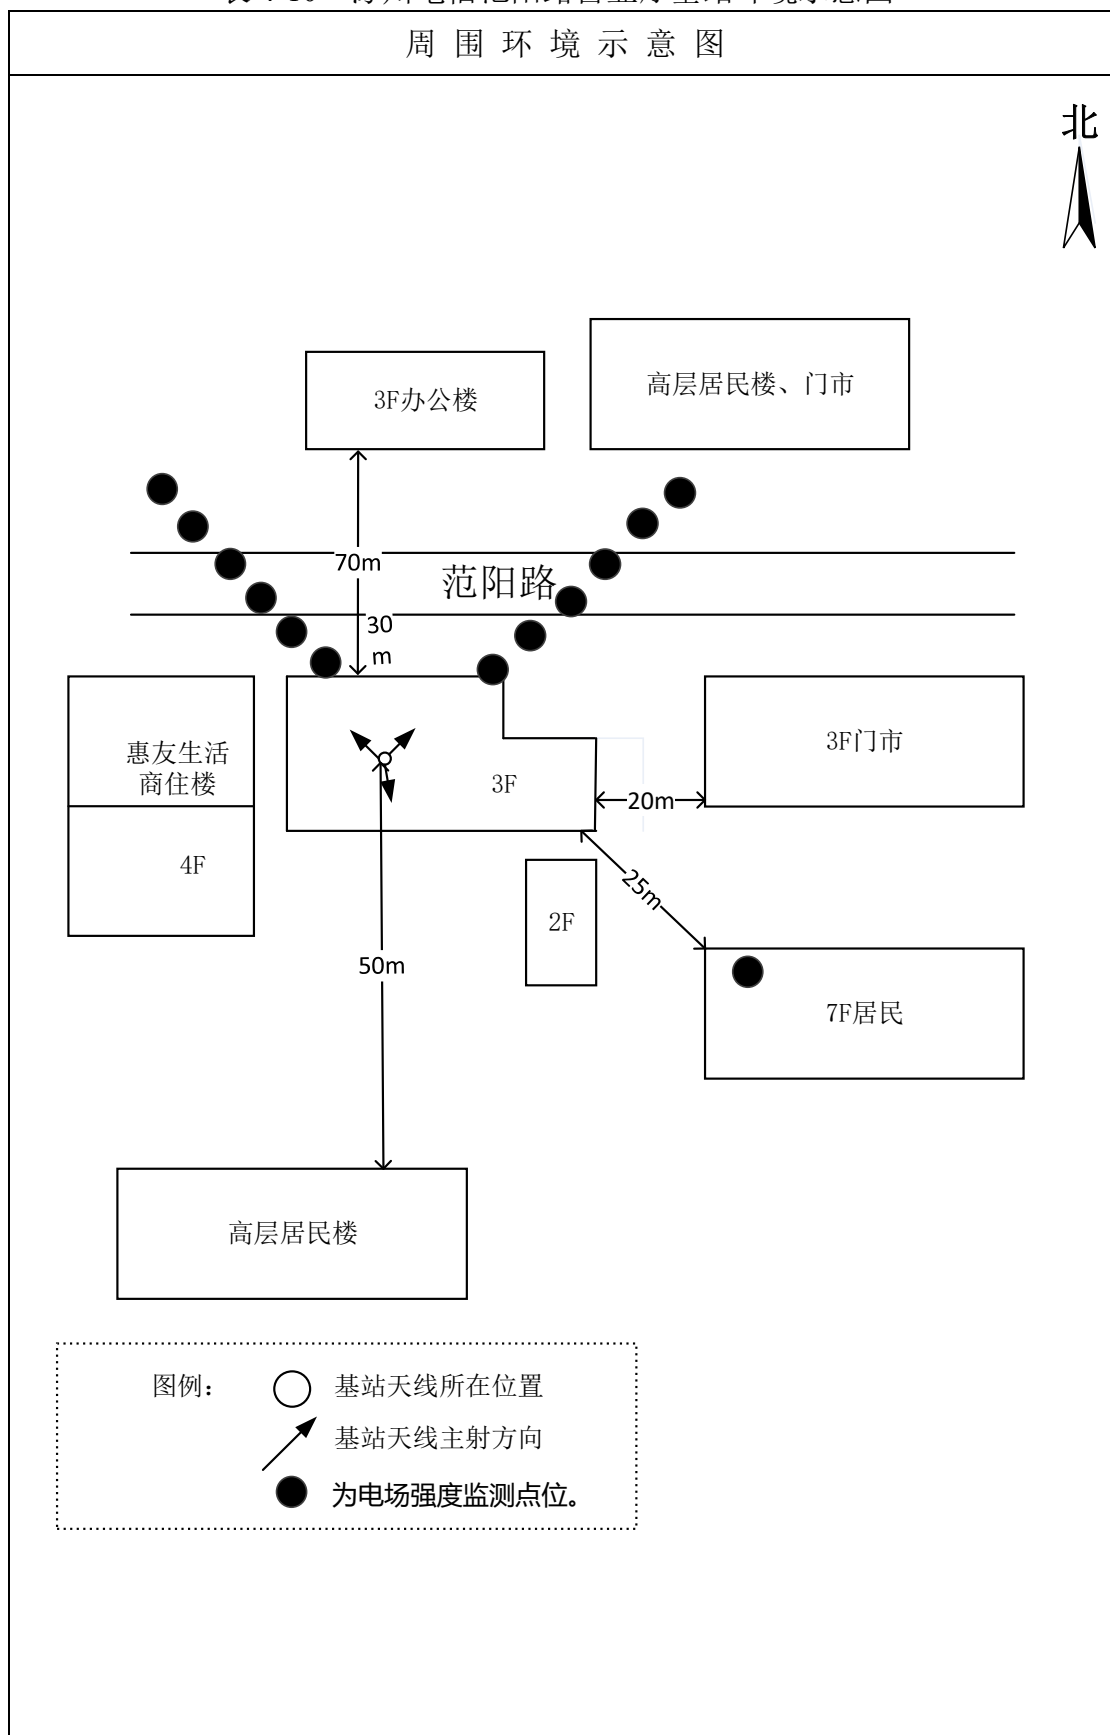 周围环境示意图
北
高层居民楼、门市
3F办公楼
70m
范阳路
30
m
惠友生活
商住楼
3F
3F门市
20m
4F
25m
2F
50m
7F居民
高层居民楼
图例：
基站天线所在位置
基站天线主射方向
为电场强度监测点位。